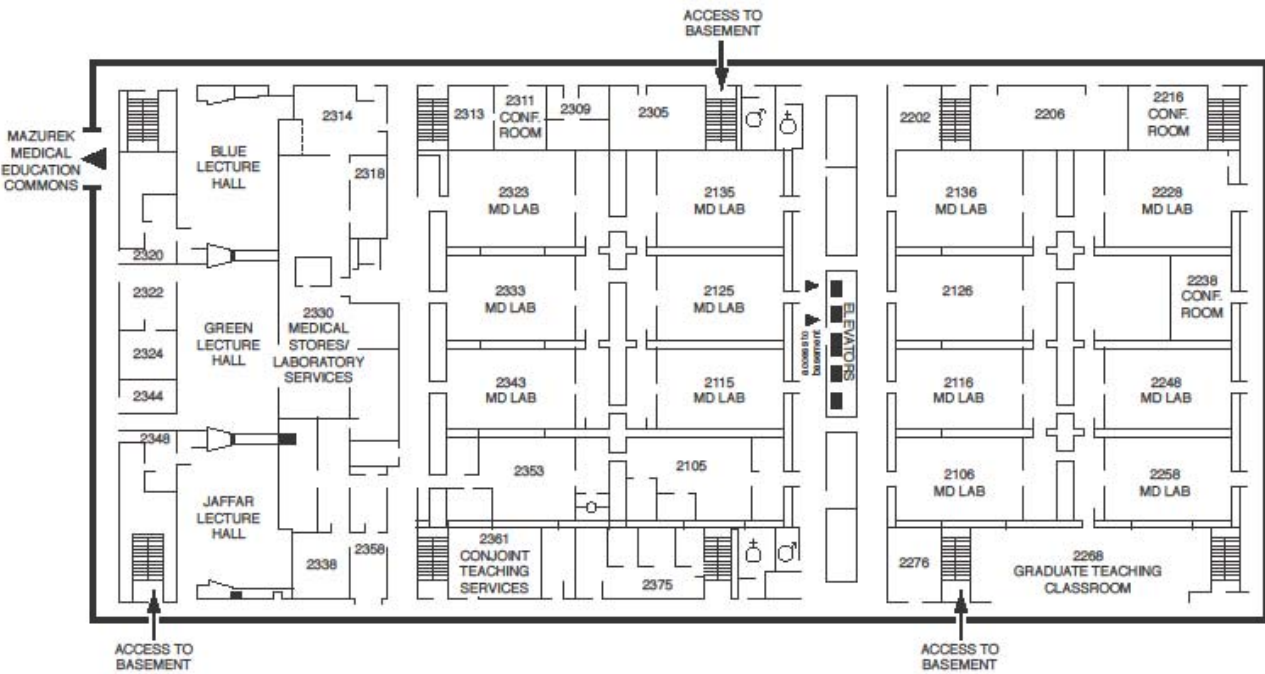 ACCESS TO
BASEMENT
MAZUREK
MEDICAL
EDUCATION
COMMONS
BLUE
LECTURE
HALL
2314
2318
2320
2322
2324
2344
2348
GREEN
LECTURE
HALL
2330
MEDICAL
STORES/
LABORATORY
SERVICES
JAFFAR
LECTURE
HALL
2338
2358
2313
2311
CONF.
ROOM
2309
2305
2323
MD LAB
2135
MD LAB
2333
MD LAB
2125
MD LAB
2343
MD LAB
2115
MD LAB
2353
2105
2361
CONJOINT
TEACHING
SERVICES
2375
ELEVATORS
access to
basement
2202
2206
2216
CONF.
ROOM
2136
MD LAB
2228
MD LAB
2126
2238
CONF.
ROOM
2116
MD LAB
2248
MD LAB
2106
MD LAB
2258
MD LAB
2276
2268
GRADUATE TEACHING
CLASSROOM
ACCESS TO
BASEMENT
ACCESS TO
BASEMENT